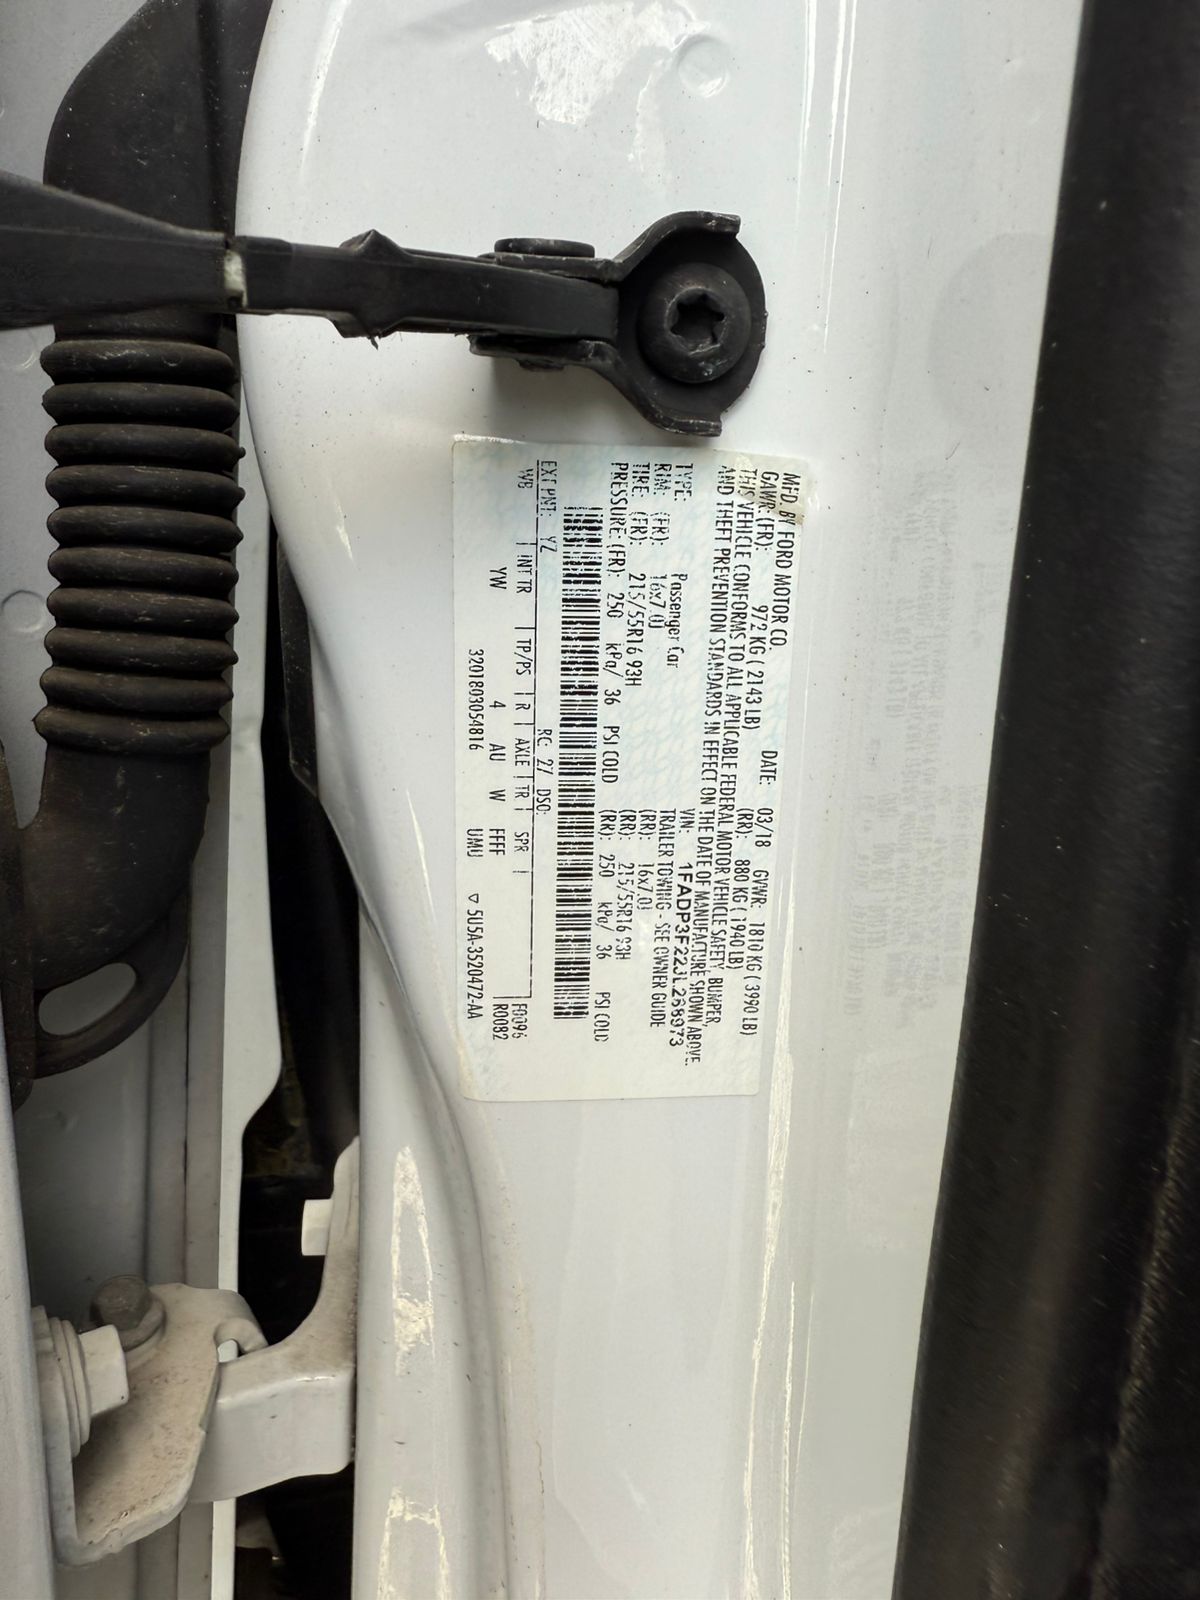 MFD. BY FORD MOTOR CO.
DATE: 03/18 GVWR: 1810 KG ( 3990 LB)
GAWR: (FR): 972 KG ( 2143 LB) (RR): 880 KG ( 1940 LB)
THIS VEHICLE CONFORMS TO ALL APPLICABLE FEDERAL MOTOR VEHICLE SAFETY, BUMPER,
AND THEFT PREVENTION STANDARDS IN EFFECT ON THE DATE OF MANUFACTURE SHOWN ABOVE.
VIN: 1FADP3F22JL268973
TYPE: Passenger Car TRAILER TOWING - SEE OWNER GUIDE
RIM: (FR): 16x7.0J (RR): 16x7.0J
TIRE: (FR): 215/55R16 93H (RR): 215/55R16 93H
PRESSURE: (FR): 250 kPa/ 36 PSI COLD (RR): 250 kPa/ 36 PSI COLD
EXT PNT: YZ RC: 27 DSO: F0096
WB INT TR TP/PS R AXLE TR SPR R0082
YW 4 AU W FFFF
3201803054816 UMU ▽ 5U5A-3520472-AA